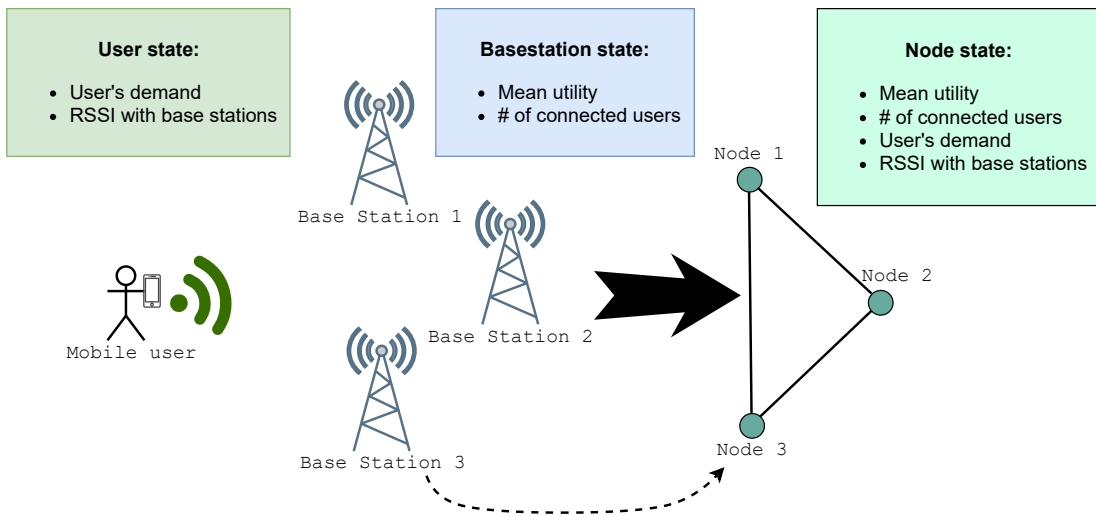 User state:
• User's demand
• RSSI with base stations
Basestation state:
• Mean utility
• # of connected users
Node state:
• Mean utility
• # of connected users
• User's demand
• RSSI with base stations
Node 1
Base Station 1
Node 2
Mobile user
Base Station 2
Base Station 3
Node 3